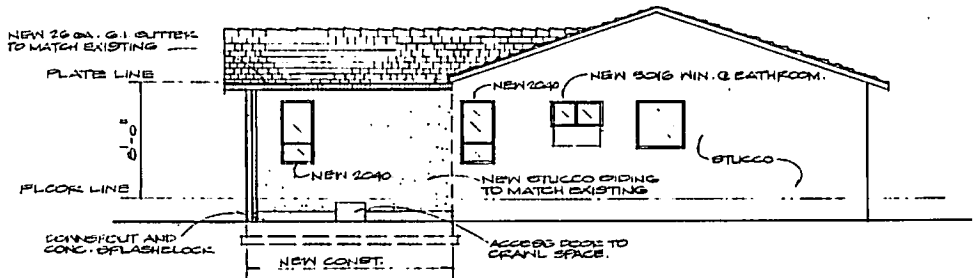 NEW 26 GA. G.I. GUTTER
TO MATCH EXISTING
PLATE LINE
8'-0"
FLOOR LINE
NEW 2040
NEW 5016 WIN. @ BATHROOM.
NEW 2040
NEW STUCCO SIDING
TO MATCH EXISTING
STUCCO
DOWNSPOUT AND
CONC. SPLASHBLOCK
ACCESS DOOR TO
CRAWL SPACE.
NEW CONST.